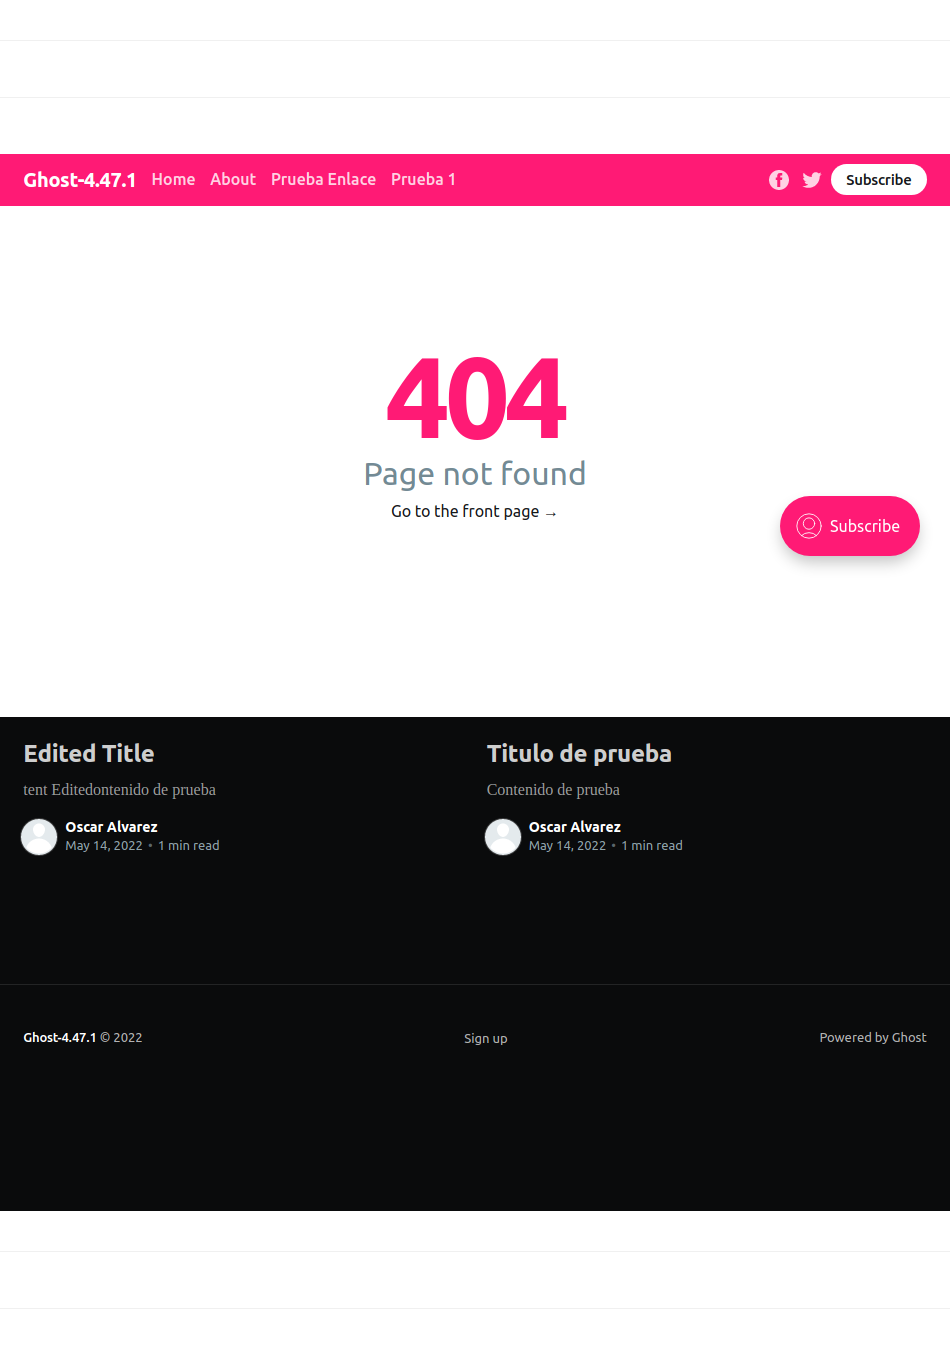 Ghost-4.47.1 Home About Prueba Enlace Prueba 1 Subscribe
404
Page not found
Go to the front page →
Subscribe
Edited Title
tent Editedontenido de prueba
Oscar Alvarez
May 14, 2022 • 1 min read
Titulo de prueba
Contenido de prueba
Oscar Alvarez
May 14, 2022 • 1 min read
Ghost-4.47.1 © 2022
Sign up
Powered by Ghost